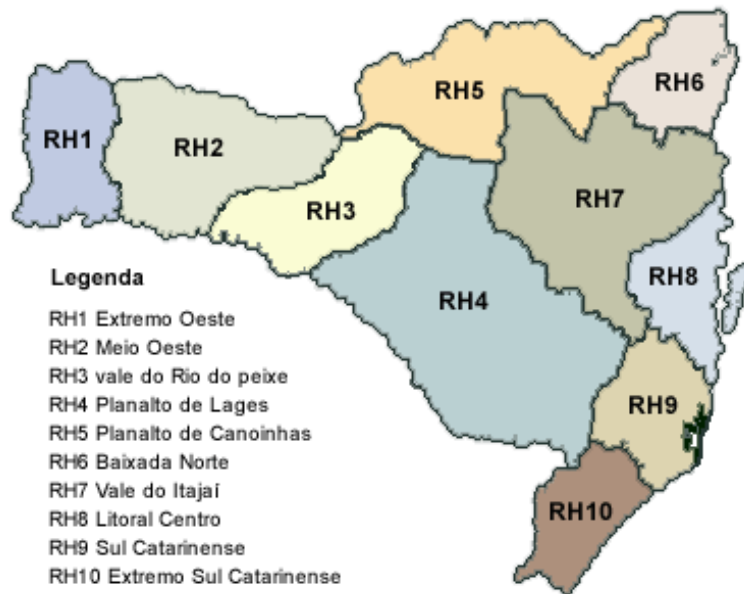 RH6
RH5
RH1
RH2
RH7
RH3
RH8
RH4
RH9
RH10
Legenda
RH1 Extremo Oeste
RH2 Meio Oeste
RH3 vale do Rio do peixe
RH4 Planalto de Lages
RH5 Planalto de Canoinhas
RH6 Baixada Norte
RH7 Vale do Itajaí
RH8 Litoral Centro
RH9 Sul Catarinense
RH10 Extremo Sul Catarinense